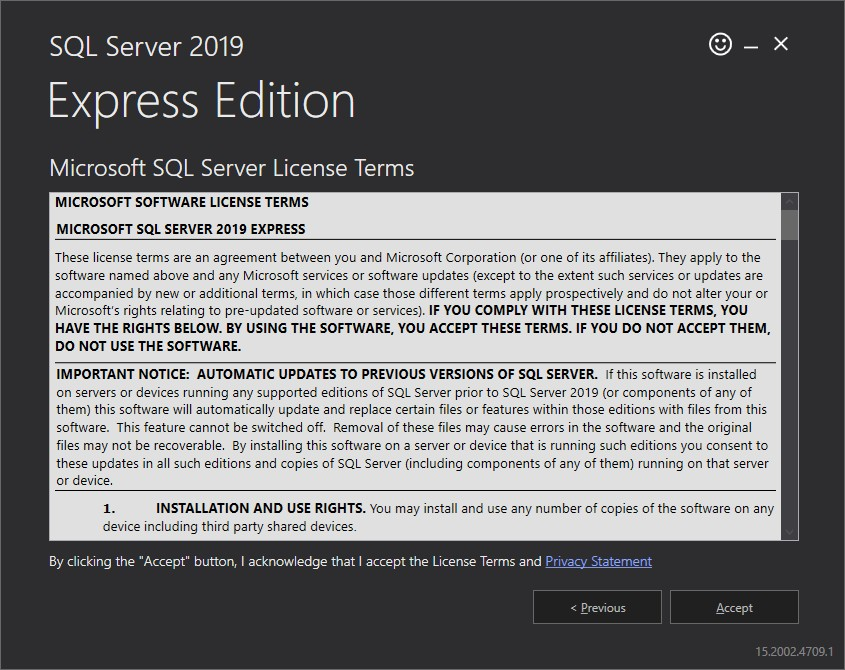 SQL Server 2019
Express Edition
Microsoft SQL Server License Terms
MICROSOFT SOFTWARE LICENSE TERMS
MICROSOFT SQL SERVER 2019 EXPRESS
These license terms are an agreement between you and Microsoft Corporation (or one of its affiliates). They apply to the
software named above and any Microsoft services or software updates (except to the extent such services or updates are
accompanied by new or additional terms, in which case those different terms apply prospectively and do not alter your or
Microsoft's rights relating to pre-updated software or services). IF YOU COMPLY WITH THESE LICENSE TERMS, YOU
HAVE THE RIGHTS BELOW. BY USING THE SOFTWARE, YOU ACCEPT THESE TERMS. IF YOU DO NOT ACCEPT THEM,
DO NOT USE THE SOFTWARE.
IMPORTANT NOTICE: AUTOMATIC UPDATES TO PREVIOUS VERSIONS OF SQL SERVER. If this software is installed
on servers or devices running any supported editions of SQL Server prior to SQL Server 2019 (or components of any of
them) this software will automatically update and replace certain files or features within those editions with files from this
software. This feature cannot be switched off. Removal of these files may cause errors in the software and the original
files may not be recoverable. By installing this software on a server or device that is running such editions you consent to
these updates in all such editions and copies of SQL Server (including components of any of them) running on that server
or device.
1. INSTALLATION AND USE RIGHTS. You may install and use any number of copies of the software on any
device including third party shared devices.
By clicking the "Accept" button, I acknowledge that I accept the License Terms and Privacy Statement
< Previous
Accept
15.2002.4709.1